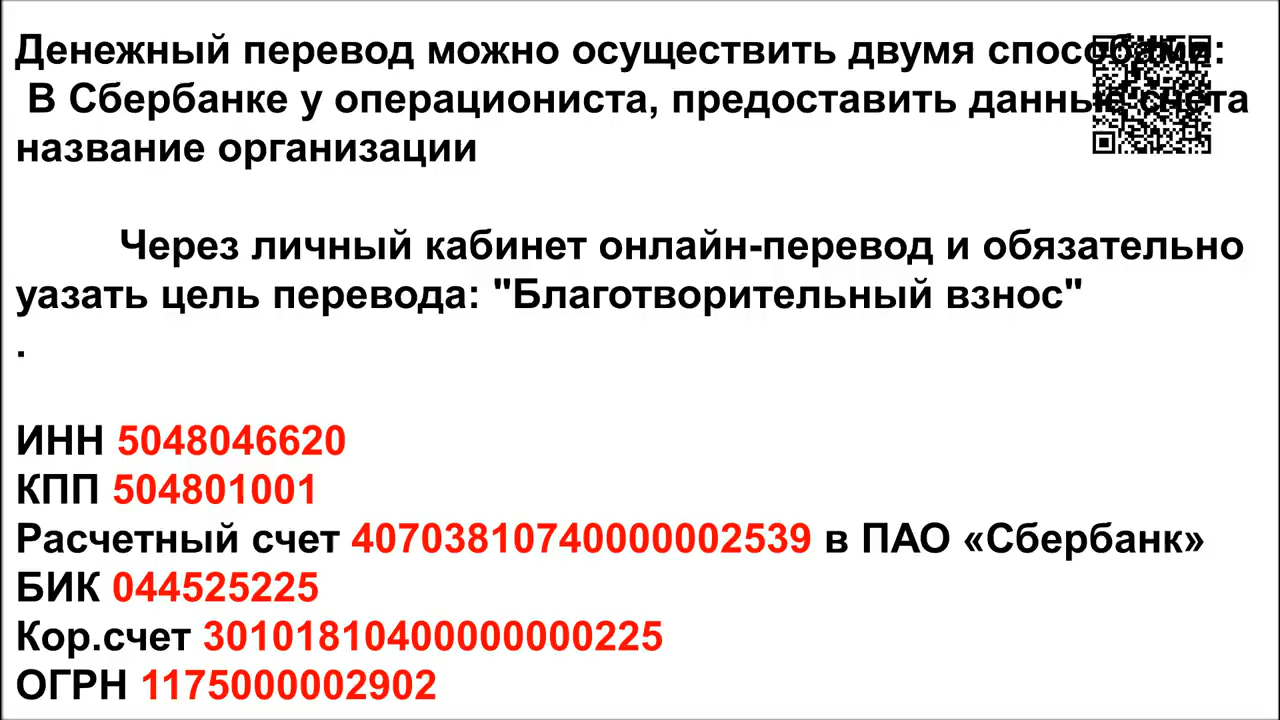 Денежный перевод можно осуществить двумя способами:
В Сбербанке у операциониста, предоставить данные счета
название организации
Через личный кабинет онлайн-перевод и обязательно
уазать цель перевода: "Благотворительный взнос"
.
ИНН 5048046620
КПП 504801001
Расчетный счет 40703810740000002539 в ПАО «Сбербанк»
БИК 044525225
Кор.счет 30101810400000000225
ОГРН 1175000002902